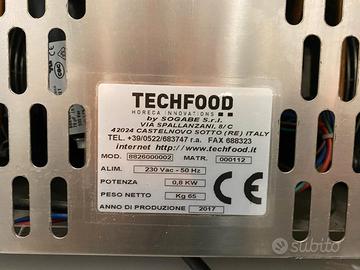 TECHFOOD
HORECA INNOVATIONS
by SOGABE S.r.l.
VIA SPALLANZANI, 8/C
42024 CASTELNOVO SOTTO (RE) ITALY
TEL. +39/0522/683747 r.a. FAX 688323
internet http://www.techfood.it
MOD. 8826000002 MATR. 000112
ALIM. 230 Vac - 50 Hz
POTENZA 0,8 KW
PESO NETTO Kg 65
ANNO DI PRODUZIONE 2017
CE
subito